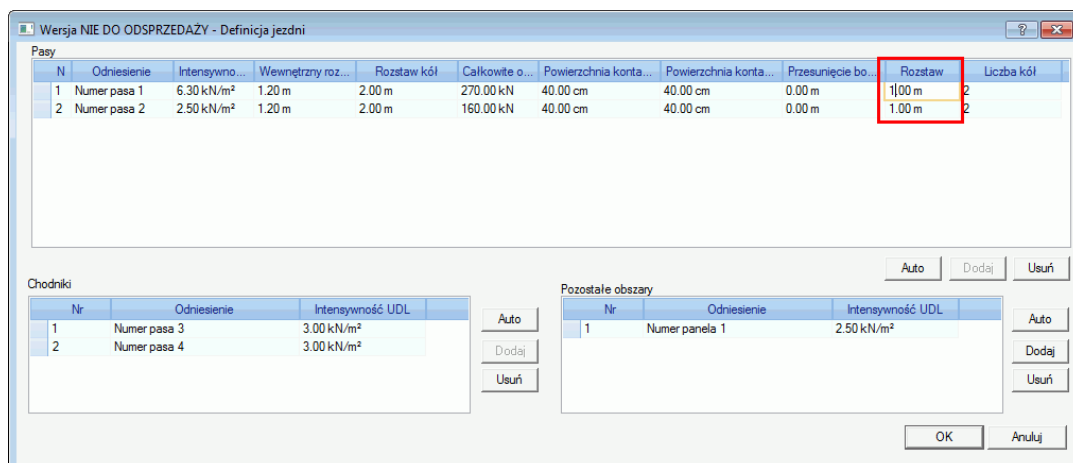 Wersja NIE DO ODSPRZEDAŻY - Definicja jezdni
Pasy
N Odniesienie Intensywno... Wewnętrzny roz... Rozstaw kół Całkowite o... Powierzchnia konta... Powierzchnia konta... Przesunięcie bo... Rozstaw Liczba kół
1 Numer pasa 1 6.30 kN/m² 1.20 m 2.00 m 270.00 kN 40.00 cm 40.00 cm 0.00 m 1.00 m 2
2 Numer pasa 2 2.50 kN/m² 1.20 m 2.00 m 160.00 kN 40.00 cm 40.00 cm 0.00 m 1.00 m 2
Auto Dodaj Usuń
Chodniki
Nr Odniesienie Intensywność UDL
1 Numer pasa 3 3.00 kN/m²
2 Numer pasa 4 3.00 kN/m²
Auto
Dodaj
Usuń
Pozostałe obszary
Nr Odniesienie Intensywność UDL
1 Numer panela 1 2.50 kN/m²
Auto
Dodaj
Usuń
OK Anuluj